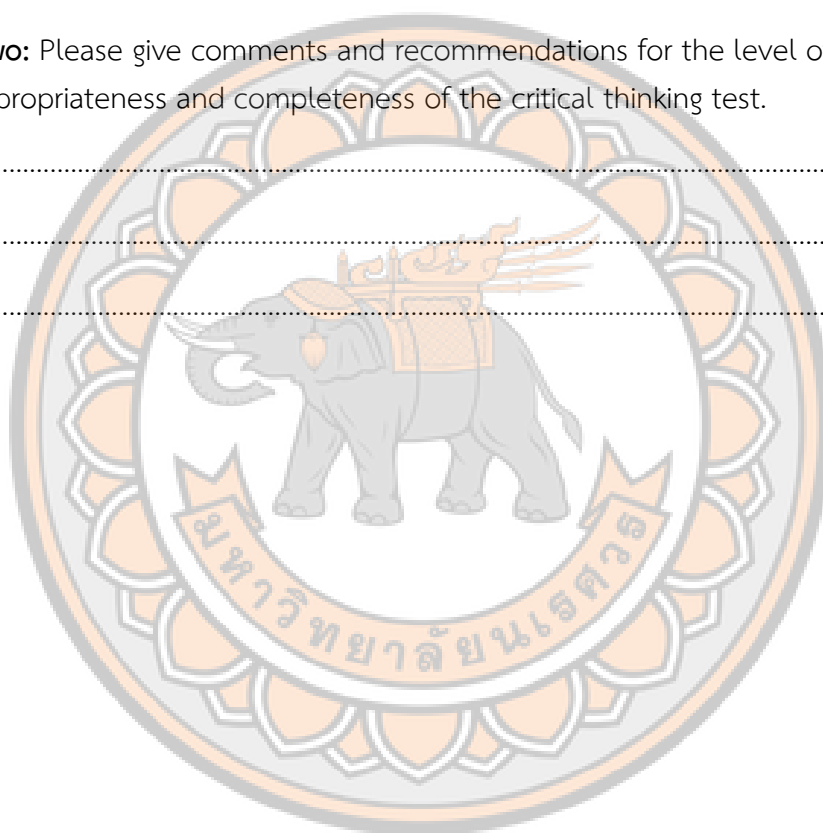 wo: Please give comments and recommendations for the level o
propriateness and completeness of the critical thinking test.
................................................................................
................................................................................
................................................................................
มหาวิทยาลัยนเรศวร